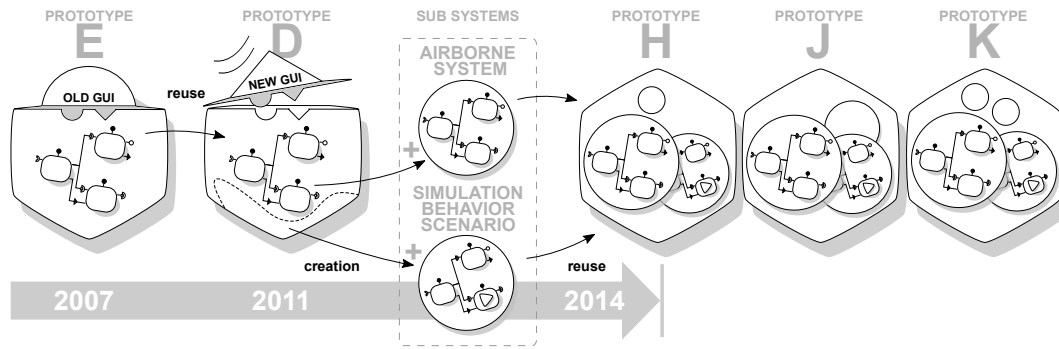 PROTOTYPE
E
PROTOTYPE
D
SUB SYSTEMS
PROTOTYPE
H
PROTOTYPE
J
PROTOTYPE
K
AIRBORNE
SYSTEM
OLD GUI
reuse
NEW GUI
+
SIMULATION
BEHAVIOR
SCENARIO
+
creation
reuse
2007
2011
2014